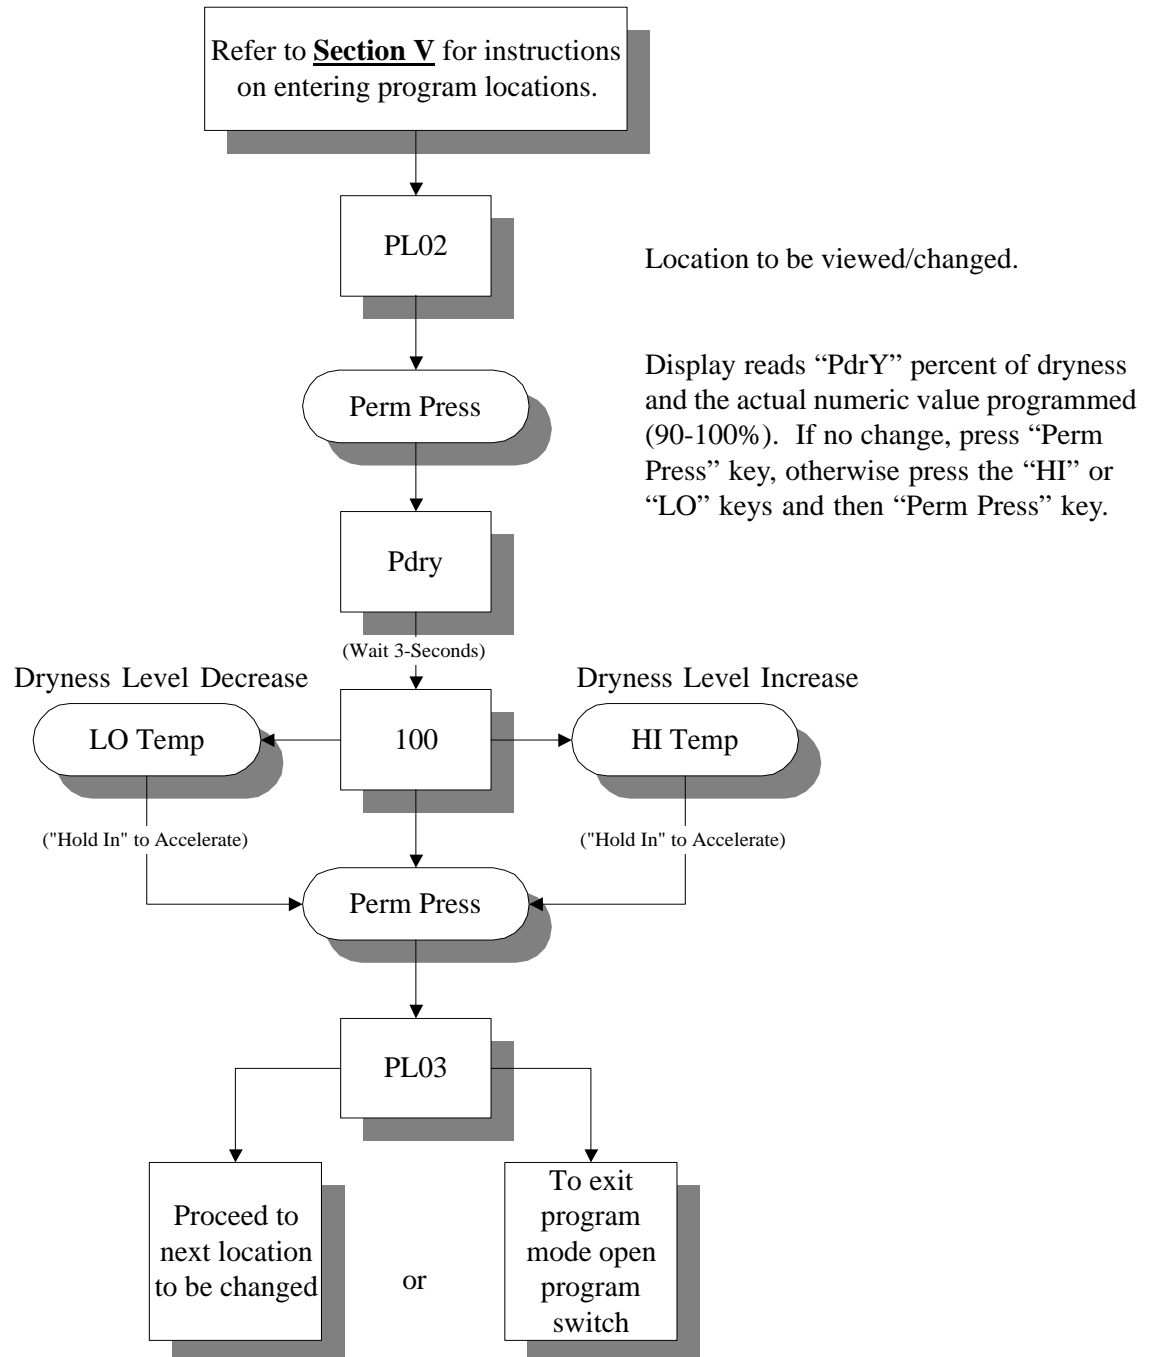 Refer to Section V for instructions
on entering program locations.
PL02
Location to be viewed/changed.
Perm Press
Display reads “PdrY” percent of dryness
and the actual numeric value programmed
(90-100%).  If no change, press “Perm
Press” key, otherwise press the “HI” or
“LO” keys and then “Perm Press” key.
Pdry
(Wait 3-Seconds)
Dryness Level Decrease
Dryness Level Increase
LO Temp
100
HI Temp
("Hold In" to Accelerate)
("Hold In" to Accelerate)
Perm Press
PL03
Proceed to
next location
to be changed
or
To exit
program
mode open
program
switch